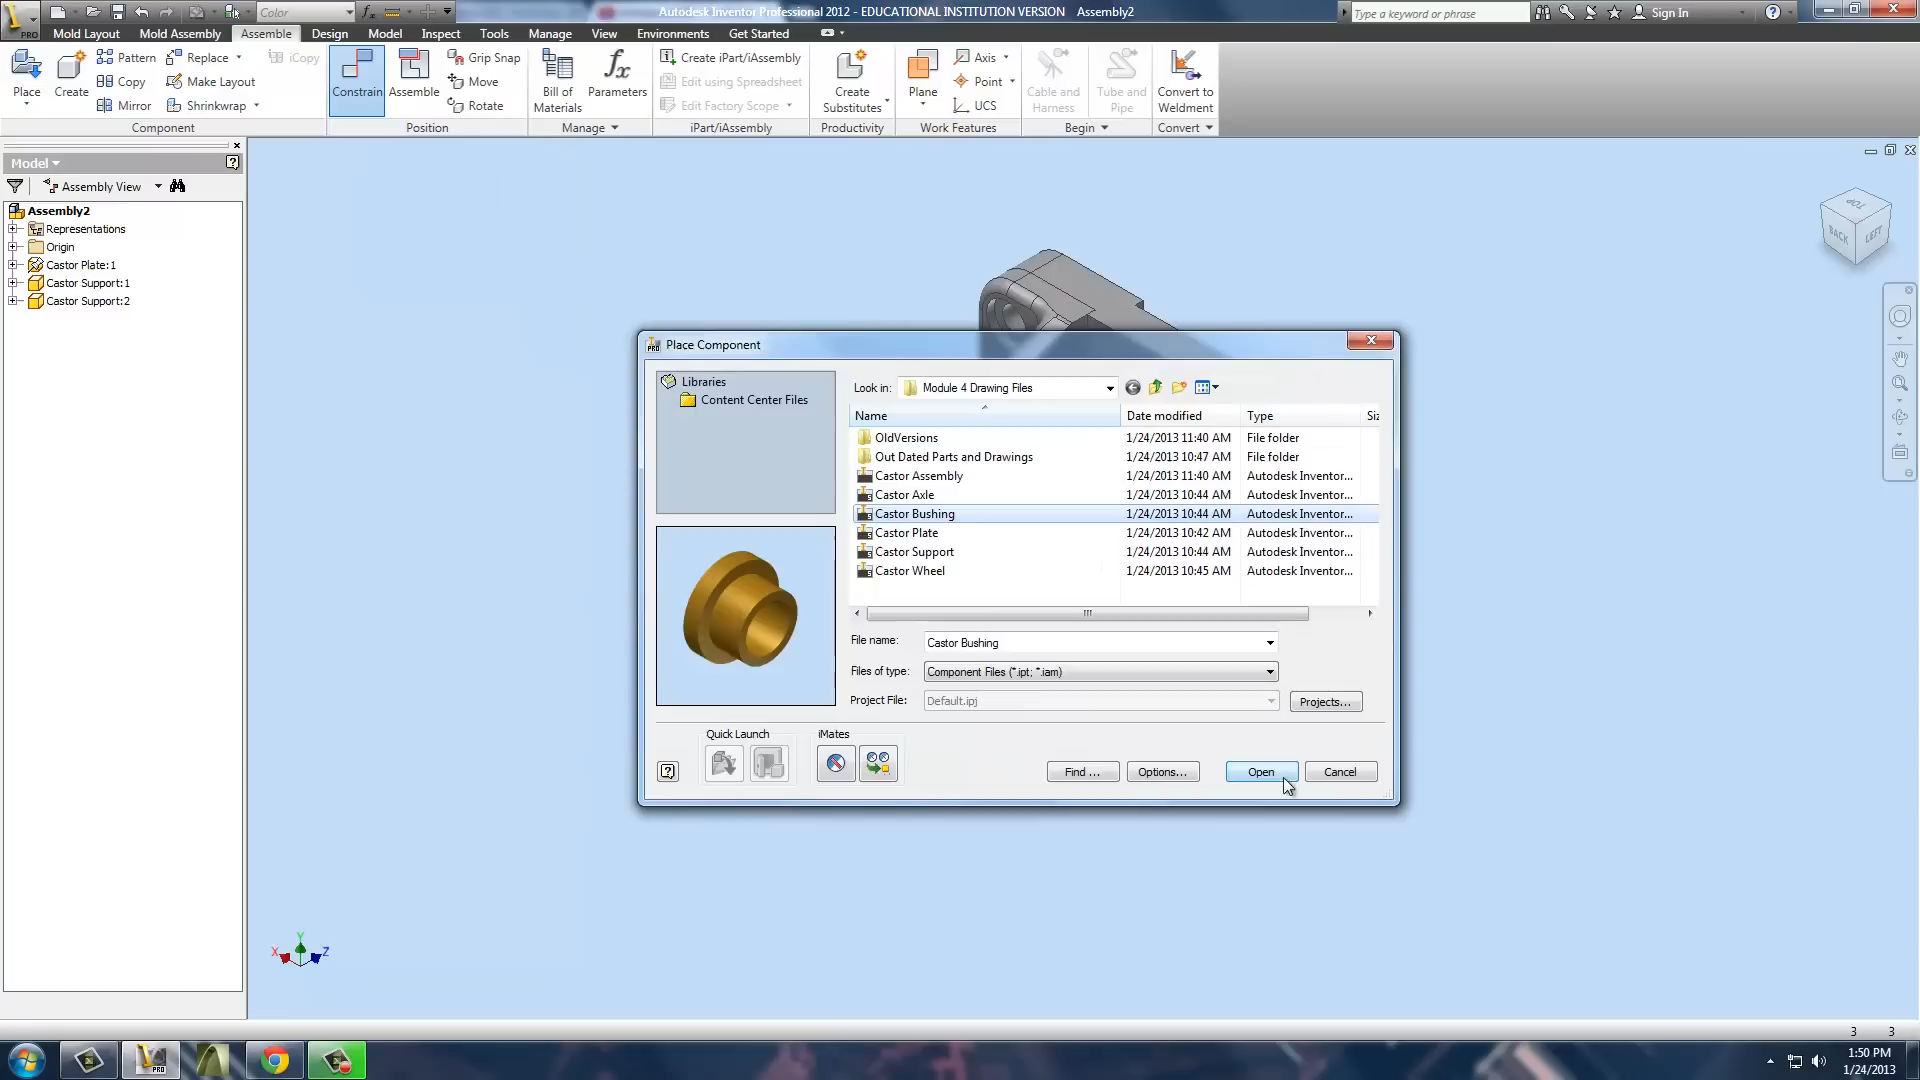 PRO Color Autodesk Inventor Professional 2012 - EDUCATIONAL INSTITUTION VERSION Assembly2 Type a keyword or phrase Sign In
Mold Layout Mold Assembly Assemble Design Model Inspect Tools Manage View Environments Get Started
Pattern Replace iCopy Grip Snap Create iPart/iAssembly Axis
Copy Make Layout Move Edit using Spreadsheet Point
Place Create Constrain Assemble Bill of Materials Parameters Create Substitutes Plane Cable and Harness Tube and Pipe Convert to Weldment
Mirror Shrinkwrap Rotate Edit Factory Scope UCS
Component Position Manage iPart/iAssembly Productivity Work Features Begin Convert
Model
Assembly View
Assembly2
Representations
Origin
Castor Plate:1
Castor Support:1
Castor Support:2
TOP
BACK LEFT
Place Component
Libraries
Content Center Files
Look in: Module 4 Drawing Files
Name Date modified Type Siz
OldVersions 1/24/2013 11:40 AM File folder
Out Dated Parts and Drawings 1/24/2013 10:47 AM File folder
Castor Assembly 1/24/2013 11:40 AM Autodesk Inventor...
Castor Axle 1/24/2013 10:44 AM Autodesk Inventor...
Castor Bushing 1/24/2013 10:44 AM Autodesk Inventor...
Castor Plate 1/24/2013 10:42 AM Autodesk Inventor...
Castor Support 1/24/2013 10:44 AM Autodesk Inventor...
Castor Wheel 1/24/2013 10:45 AM Autodesk Inventor...
File name: Castor Bushing
Files of type: Component Files (*.ipt; *.iam)
Project File: Default.ipj Projects...
Quick Launch iMates
Find ... Options... Open Cancel
X Y Z
3 3
PRO
1:50 PM
1/24/2013